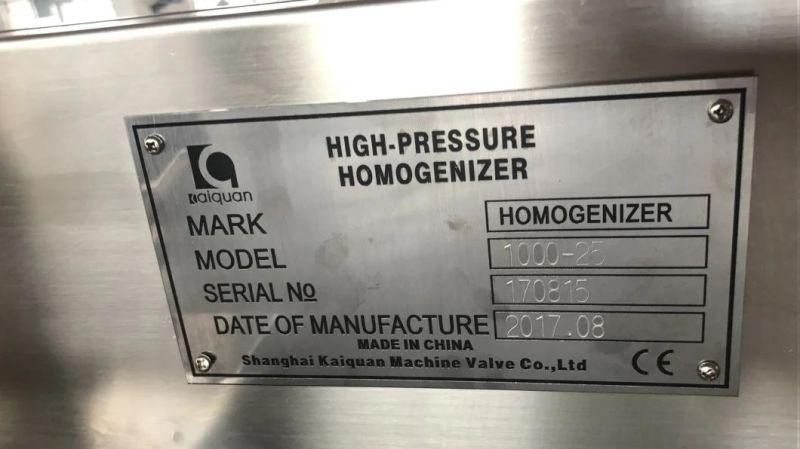 HIGH-PRESSURE
HOMOGENIZER
kaiquan
MARK HOMOGENIZER
MODEL 1000-25
SERIAL № 170815
DATE OF MANUFACTURE 2017.08
MADE IN CHINA
Shanghai Kaiquan Machine Valve Co.,Ltd CE